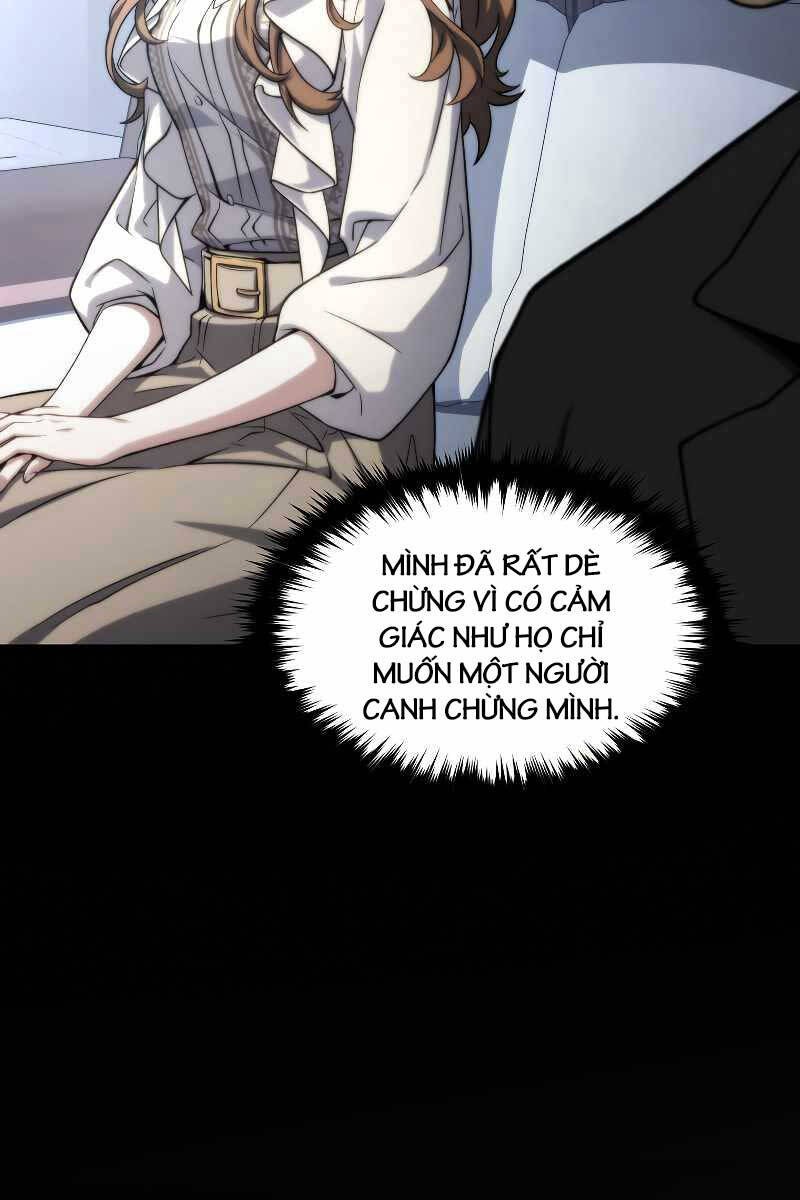 MÌNH ĐÃ RẤT DÈ
CHỪNG VÌ CÓ CẢM
GIÁC NHƯ HỌ CHỈ
MUỐN MỘT NGƯỜI
CANH CHỪNG MÌNH.